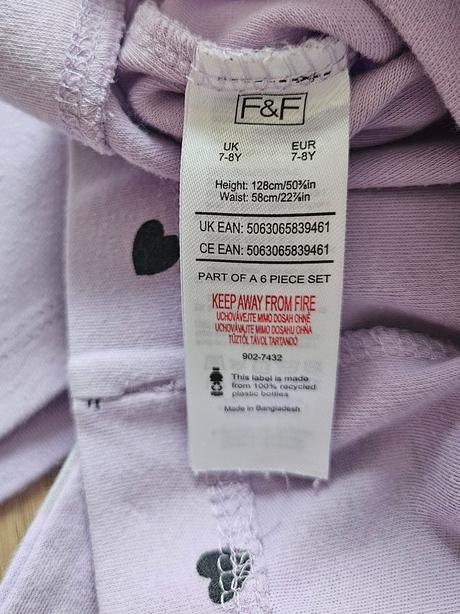 F&F
UK EUR
7-8Y 7-8Y
Height: 128cm/50⅜in
Waist: 58cm/22⅞in
UK EAN: 5063065839461
CE EAN: 5063065839461
PART OF A 6 PIECE SET
KEEP AWAY FROM FIRE
UCHOVÁVEJTE MIMO DOSAH OHNĚ
UCHOVÁVAJTE MIMO DOSAHU OHŇA
TŰZTŐL TÁVOL TARTANDÓ
902-7432
This label is made
from 100% recycled
plastic bottles
Made in Bangladesh